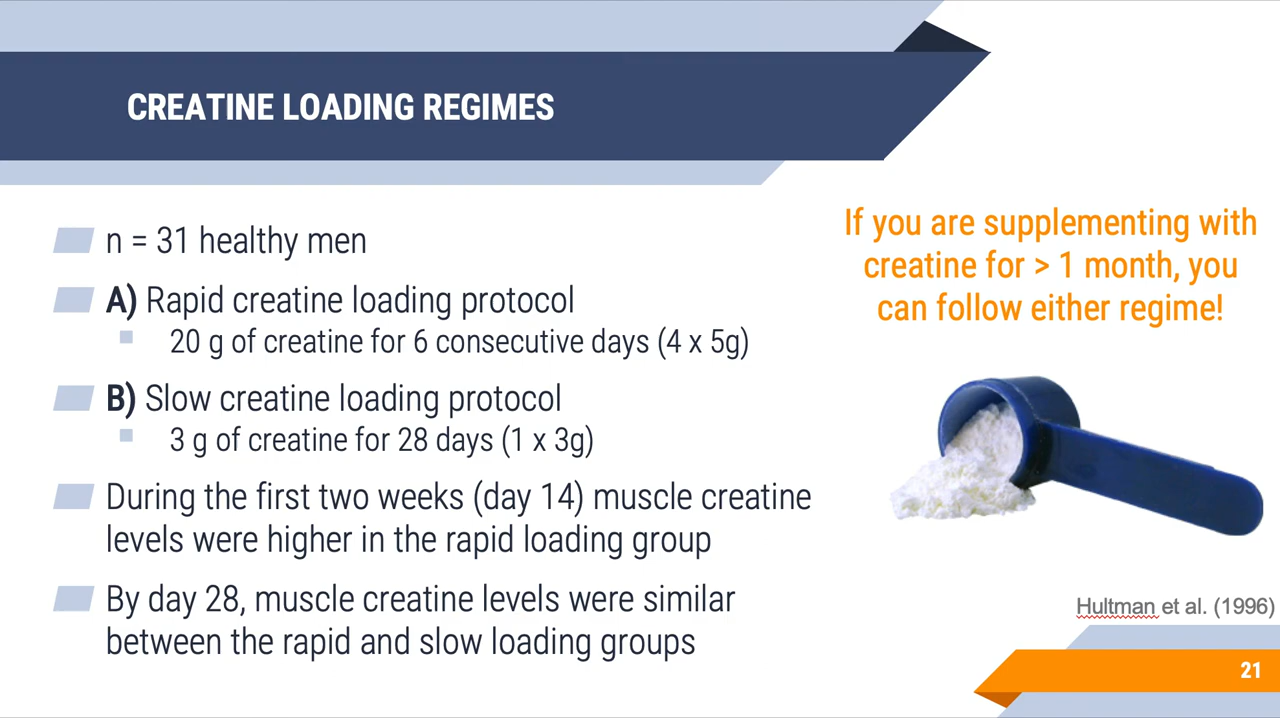 CREATINE LOADING REGIMES
n = 31 healthy men
A) Rapid creatine loading protocol
20 g of creatine for 6 consecutive days (4 x 5g)
B) Slow creatine loading protocol
3 g of creatine for 28 days (1 x 3g)
During the first two weeks (day 14) muscle creatine
levels were higher in the rapid loading group
By day 28, muscle creatine levels were similar
between the rapid and slow loading groups
If you are supplementing with
creatine for > 1 month, you
can follow either regime!
Hultman et al. (1996)
21